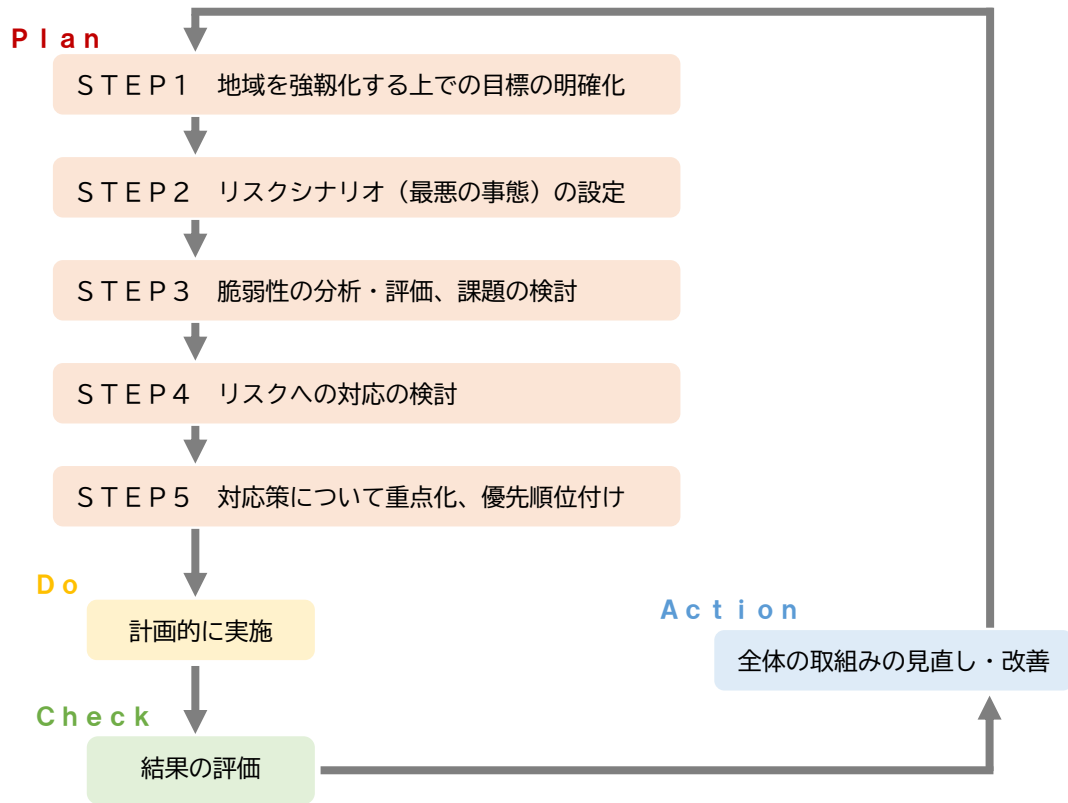 Ｐｌａｎ
ＳＴＥＰ１　地域を強靱化する上での目標の明確化
ＳＴＥＰ２　リスクシナリオ（最悪の事態）の設定
ＳＴＥＰ３　脆弱性の分析・評価、課題の検討
ＳＴＥＰ４　リスクへの対応の検討
ＳＴＥＰ５　対応策について重点化、優先順位付け
Ｄｏ
計画的に実施
Ｃｈｅｃｋ
結果の評価
Ａｃｔｉｏｎ
全体の取組みの見直し・改善